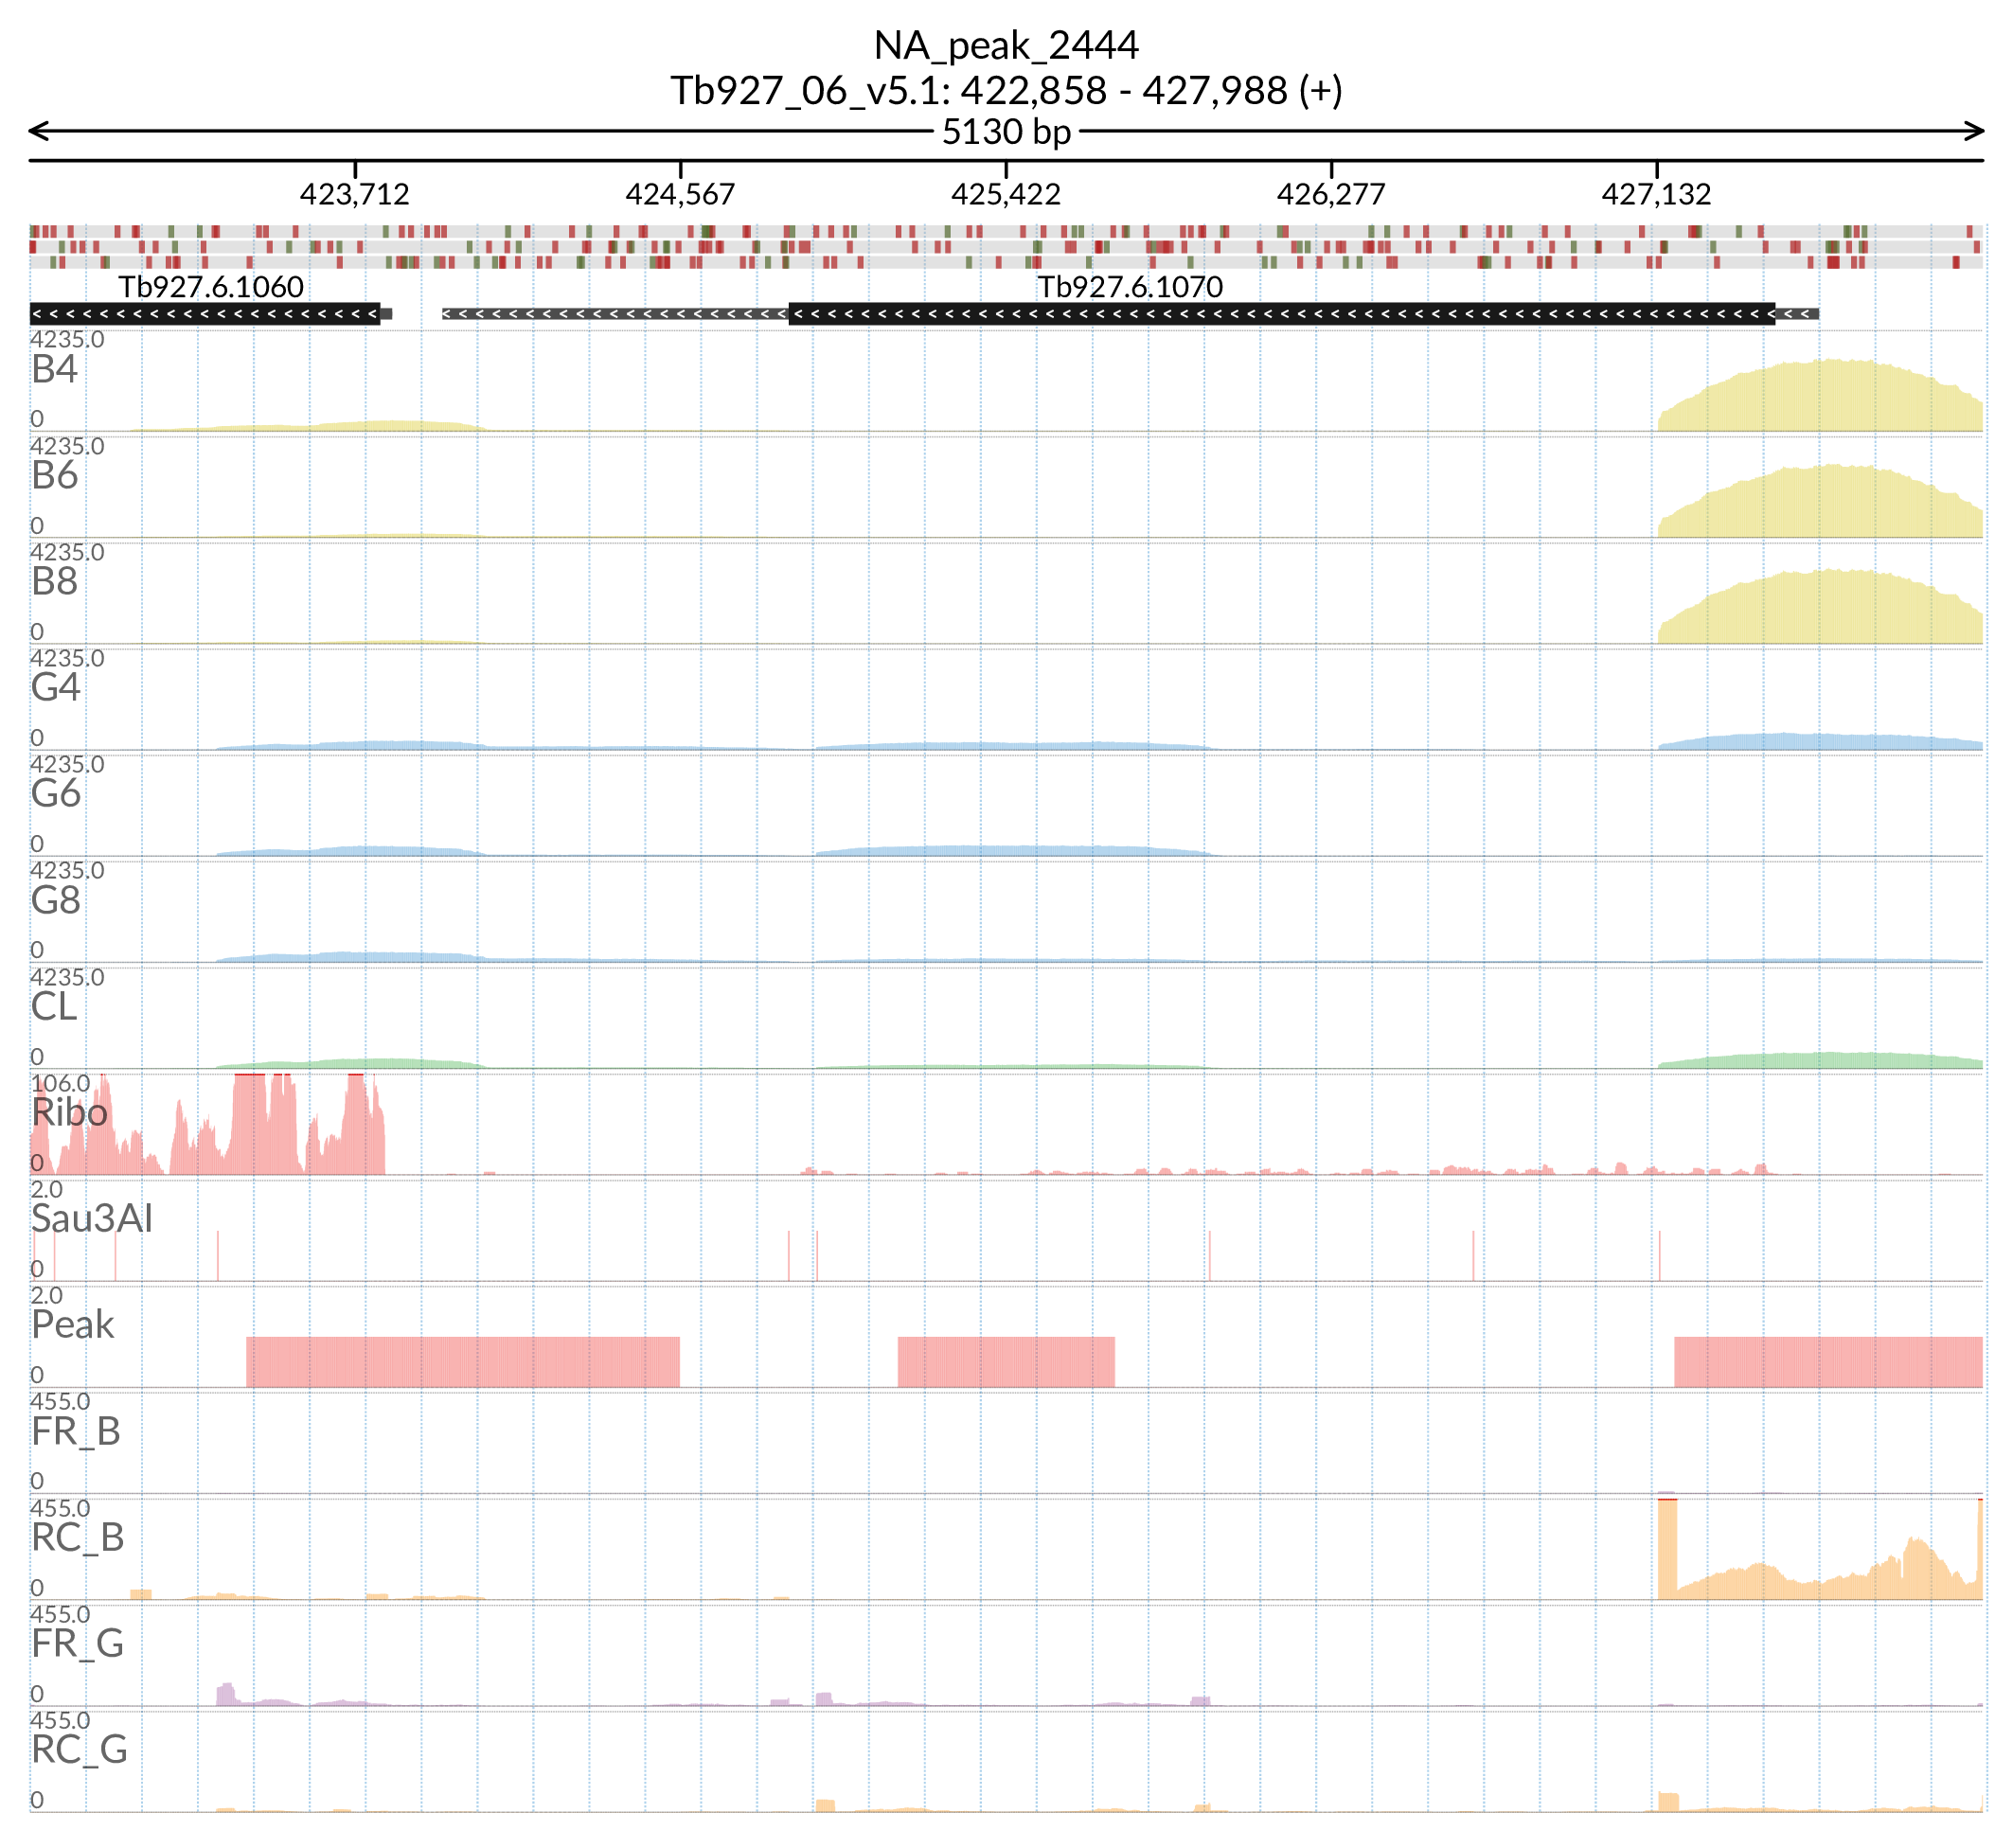 NA_peak_2444
Tb927_06_v5.1: 422,858 - 427,988 (+)
5130 bp
423,712 424,567 425,422 426,277 427,132
Tb927.6.1060 Tb927.6.1070
4235.0
B4
0
4235.0
B6
0
4235.0
B8
0
4235.0
G4
0
4235.0
G6
0
4235.0
G8
0
4235.0
CL
0
106.0
Ribo
0
2.0
Sau3AI
0
2.0
Peak
0
455.0
FR_B
0
455.0
RC_B
0
455.0
FR_G
0
455.0
RC_G
0